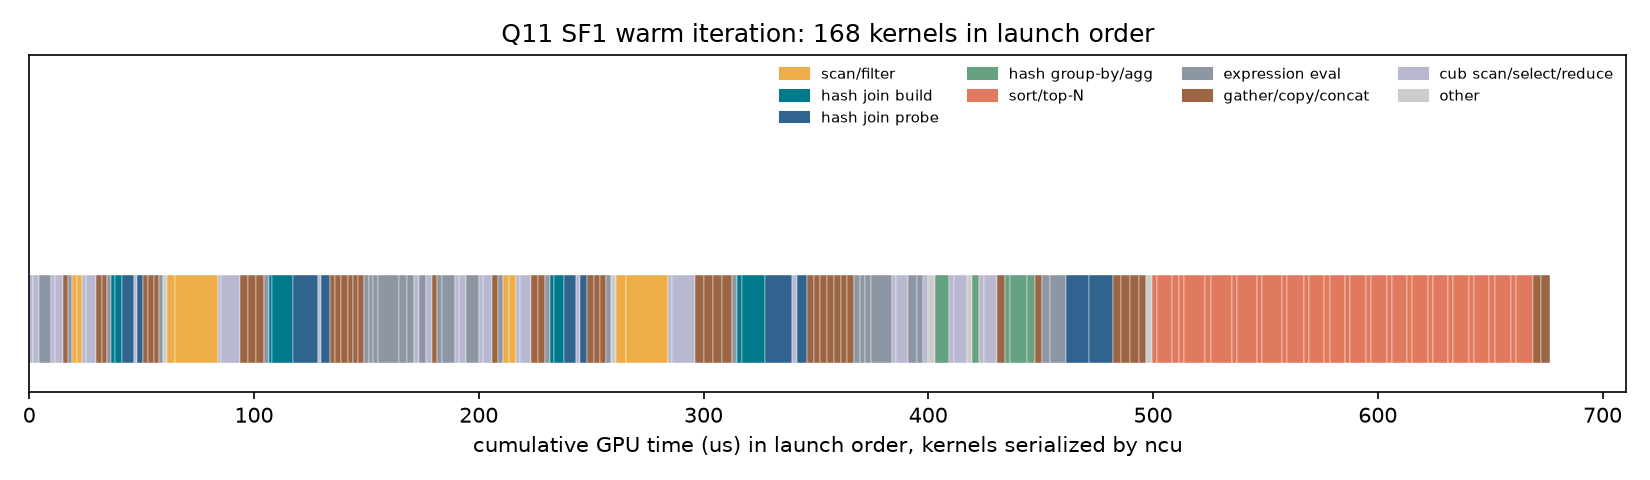 Q11 SF1 warm iteration: 168 kernels in launch order
scan/filter
hash join build
hash join probe
hash group-by/agg
sort/top-N
expression eval
gather/copy/concat
cub scan/select/reduce
other
0 100 200 300 400 500 600 700
cumulative GPU time (us) in launch order, kernels serialized by ncu